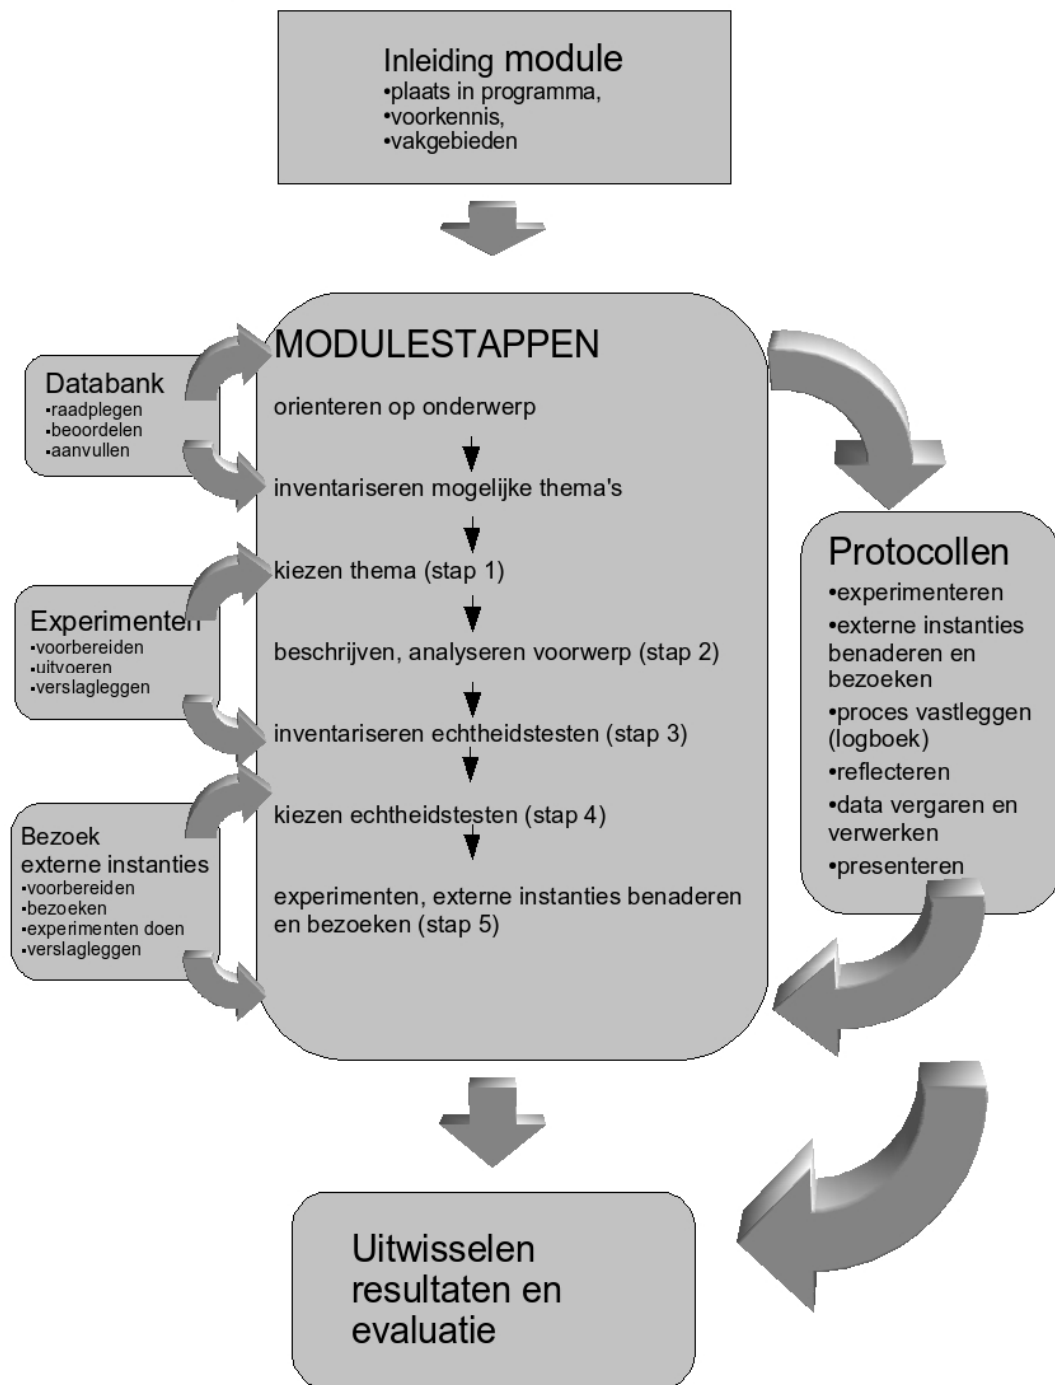 Inleiding module
•plaats in programma,
•voorkennis,
•vakgebieden
MODULESTAPPEN
orienteren op onderwerp
inventariseren mogelijke thema's
kiezen thema (stap 1)
beschrijven, analyseren voorwerp (stap 2)
inventariseren echtheidstesten (stap 3)
kiezen echtheidstesten (stap 4)
experimenten, externe instanties benaderen
en bezoeken (stap 5)
Databank
▪raadplegen
▪beoordelen
▪aanvullen
Experimenten
▪voorbereiden
▪uitvoeren
▪verslagleggen
Bezoek
externe instanties
▪voorbereiden
▪bezoeken
▪experimenten doen
▪verslagleggen
Protocollen
•experimenteren
•externe instanties
benaderen en
bezoeken
•proces vastleggen
(logboek)
•reflecteren
•data vergaren en
verwerken
•presenteren
Uitwisselen
resultaten en
evaluatie